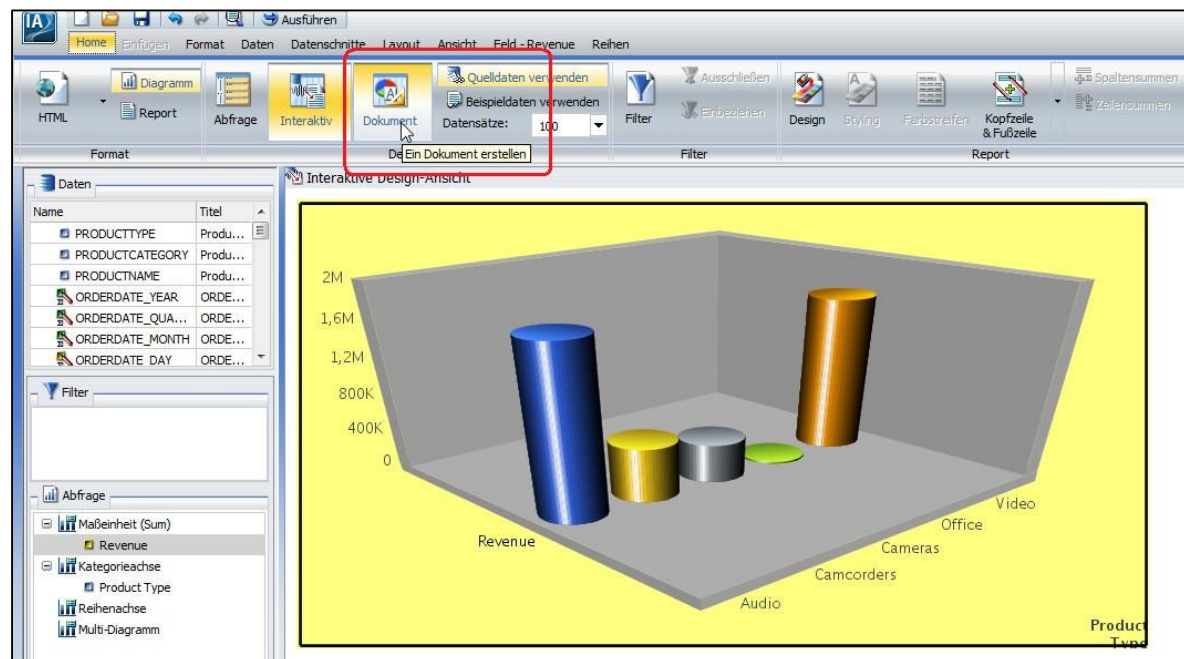 IA
Ausführen
Home Einfügen Format Daten Datenschnitte Layout Ansicht Feld - Revenue Reihen
HTML
Diagramm
Report
Format
Abfrage
Interaktiv
Dokument
Quelldaten verwenden
Beispieldaten verwenden
Datensätze: 100
De
Ein Dokument erstellen
Filter
Ausschließen
Einbeziehen
Filter
Design
Styling
Farbstreifen
Kopfzeile
& Fußzeile
Spaltensummen
Zeilensummen
Report
Daten
Name Titel
PRODUCTTYPE Produ...
PRODUCTCATEGORY Produ...
PRODUCTNAME Produ...
ORDERDATE_YEAR ORDE...
ORDERDATE_QUA... ORDE...
ORDERDATE_MONTH ORDE...
ORDERDATE_DAY ORDE...
Filter
Abfrage
Maßeinheit (Sum)
Revenue
Kategorieachse
Product Type
Reihenachse
Multi-Diagramm
Interaktive Design-Ansicht
2M
1,6M
1,2M
800K
400K
0
Revenue
Audio
Camcorders
Cameras
Office
Video
Product
Type